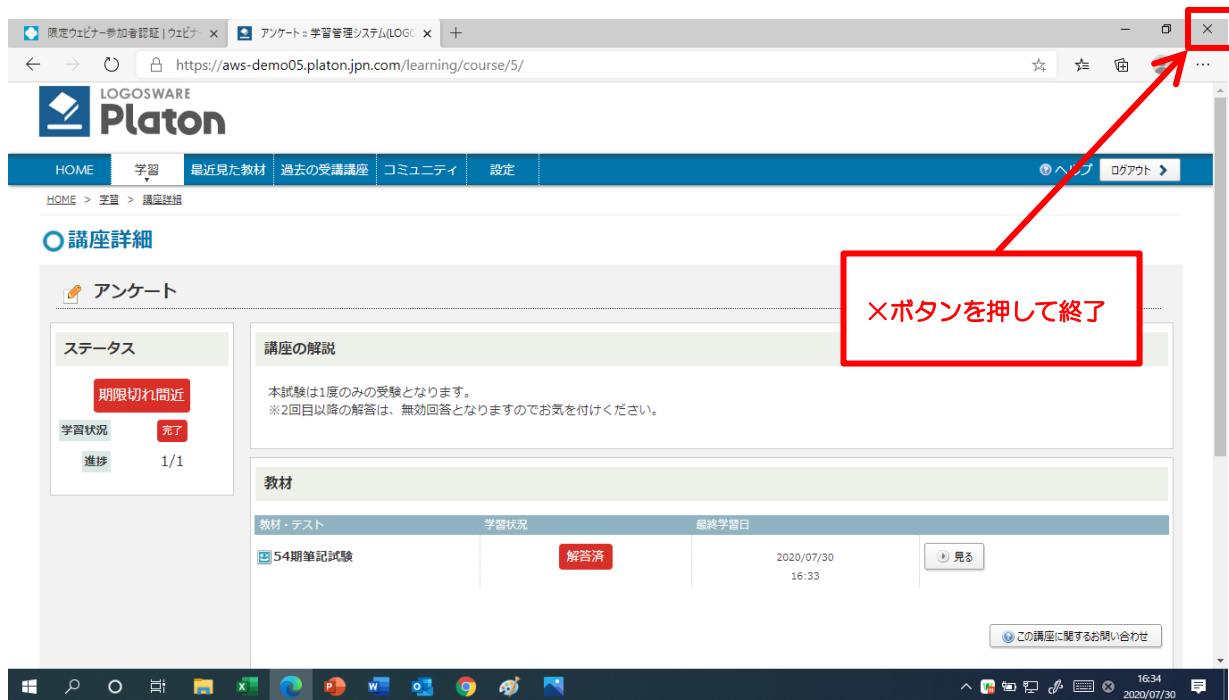 限定ウェビナー参加者認証 | ウェビナー
アンケート :: 学習管理システム(LOGO
https://aws-demo05.platon.jpn.com/learning/course/5/
LOGOSWARE
Platon
HOME 学習 最近見た教材 過去の受講講座 コミュニティ 設定 ヘルプ ログアウト
HOME > 学習 > 講座詳細
講座詳細
アンケート
×ボタンを押して終了
ステータス
期限切れ間近
学習状況 完了
進捗 1/1
講座の解説
本試験は1度のみの受験となります。
※2回目以降の解答は、無効回答となりますのでお気を付けください。
教材
教材 - テスト 学習状況 最終学習日
54期筆記試験 解答済 2020/07/30 見る
16:33
この講座に関するお問い合わせ
16:34
2020/07/30